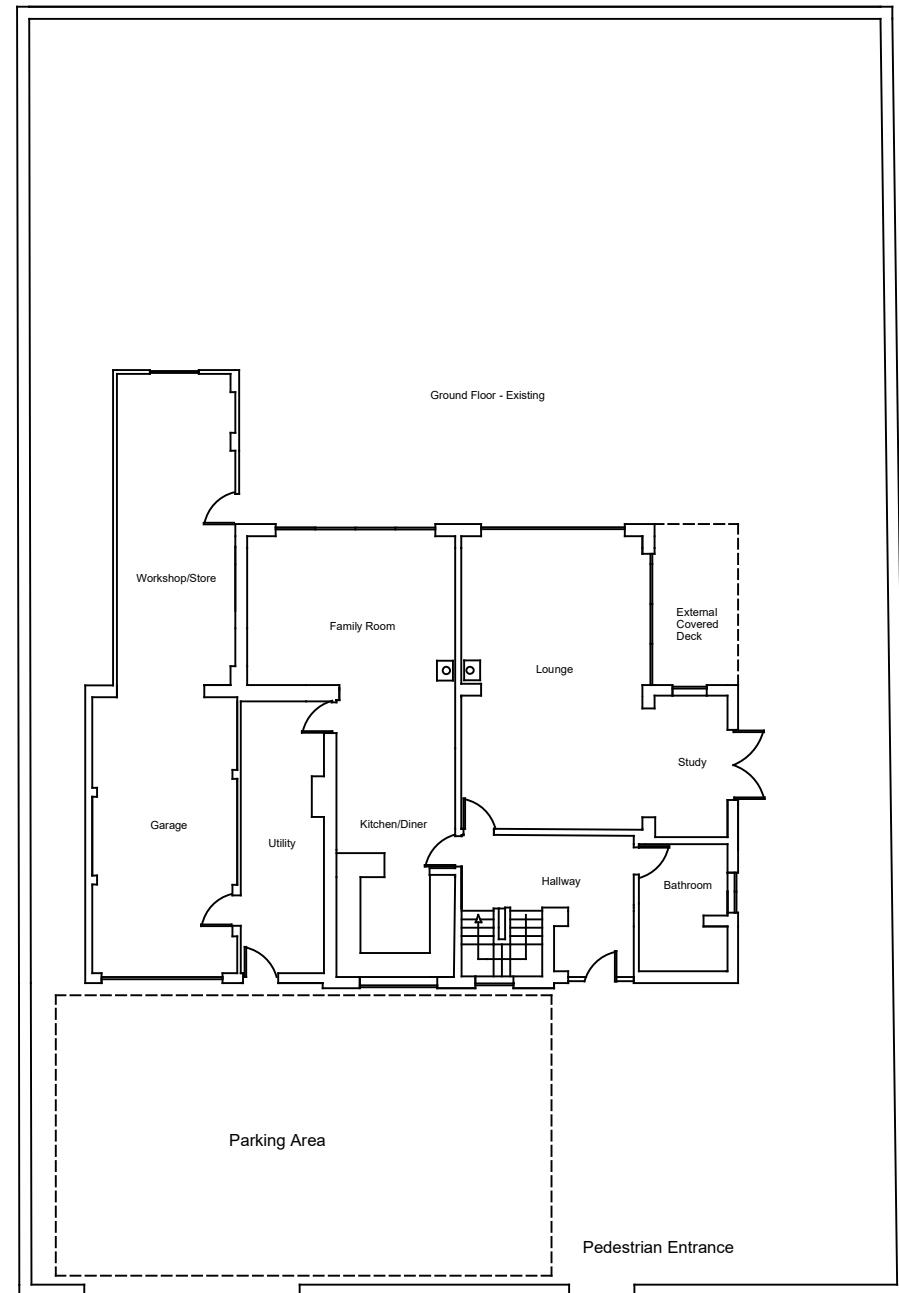 Ground Floor - Existing
Workshop/Store
Family Room
External
Covered
Deck
Lounge
Study
Garage
Kitchen/Diner
Utility
Hallway
Bathroom
Parking Area
Pedestrian Entrance